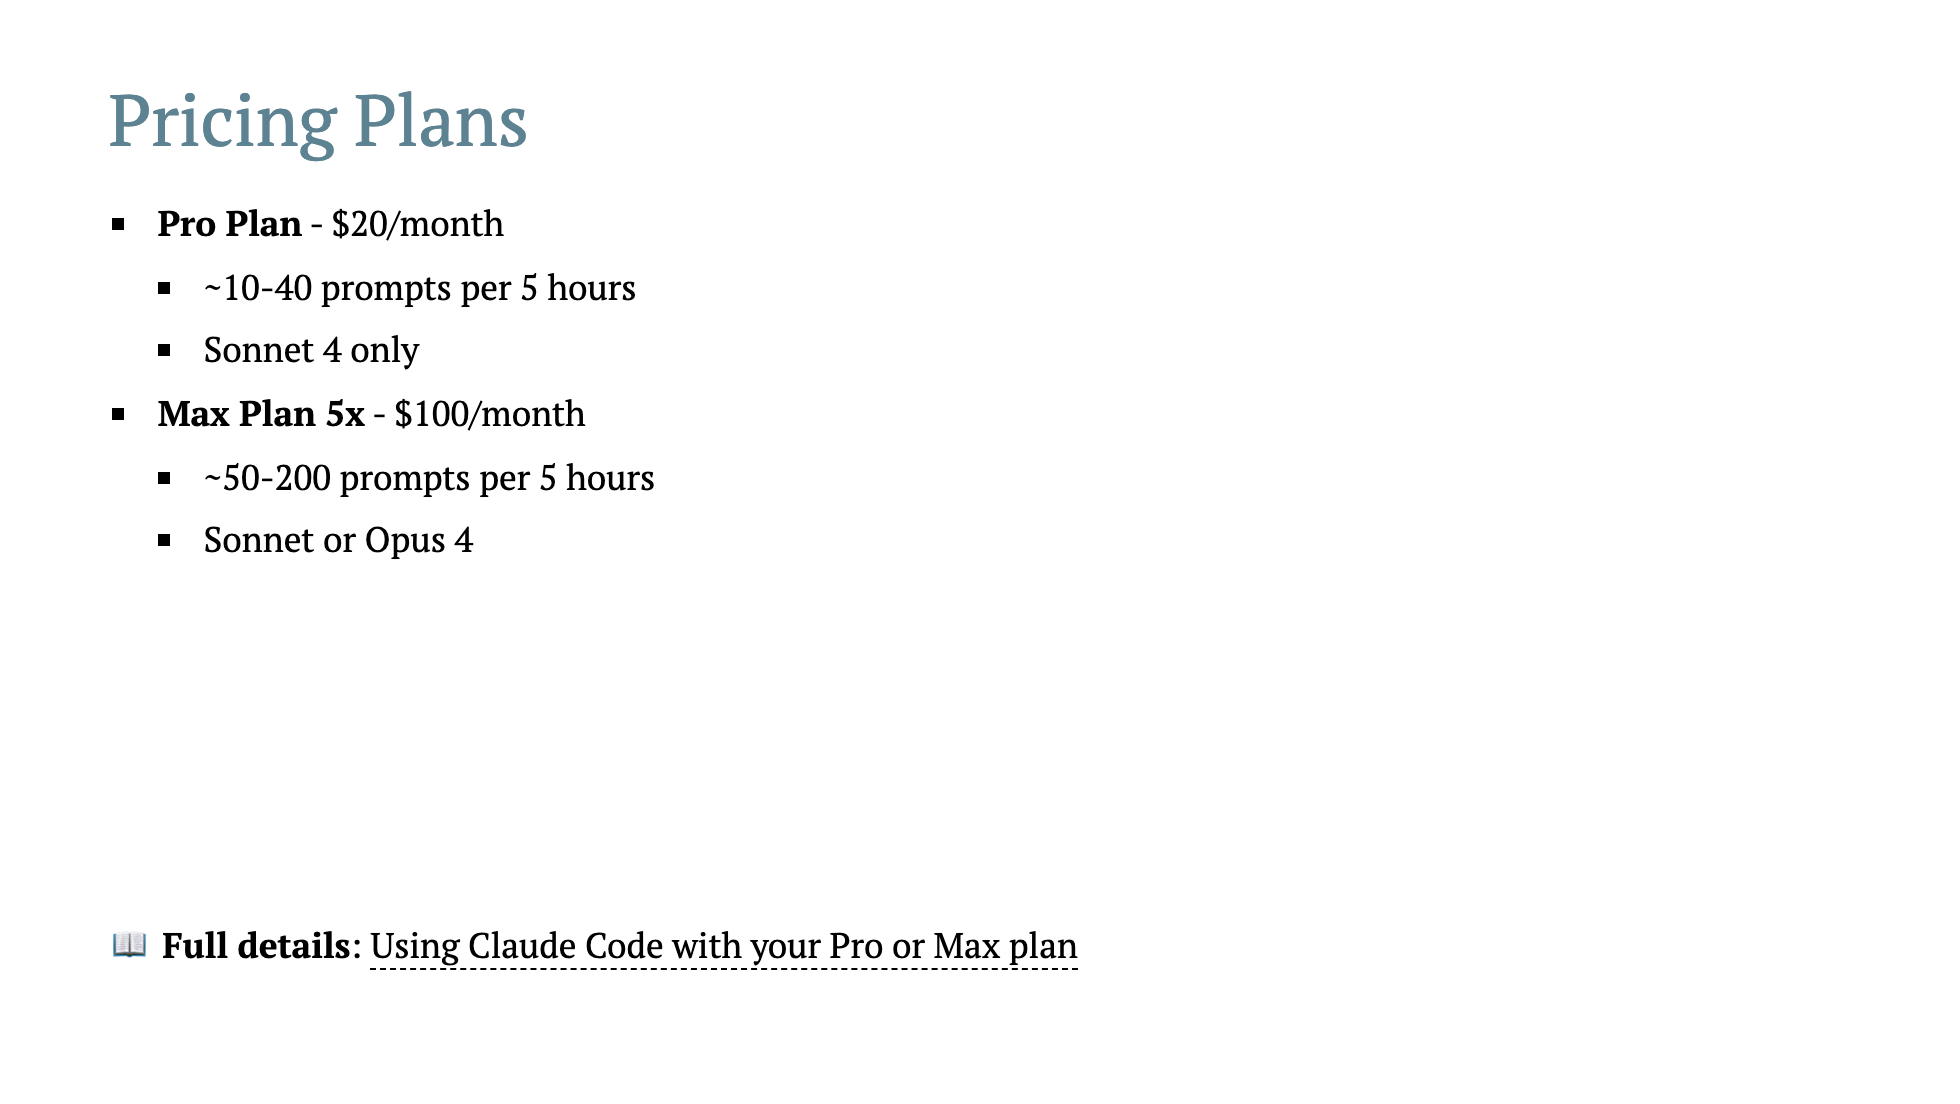 Pricing Plans
▪ Pro Plan - $20/month
▪ ~10-40 prompts per 5 hours
▪ Sonnet 4 only
▪ Max Plan 5x - $100/month
▪ ~50-200 prompts per 5 hours
▪ Sonnet or Opus 4
📖 Full details: Using Claude Code with your Pro or Max plan